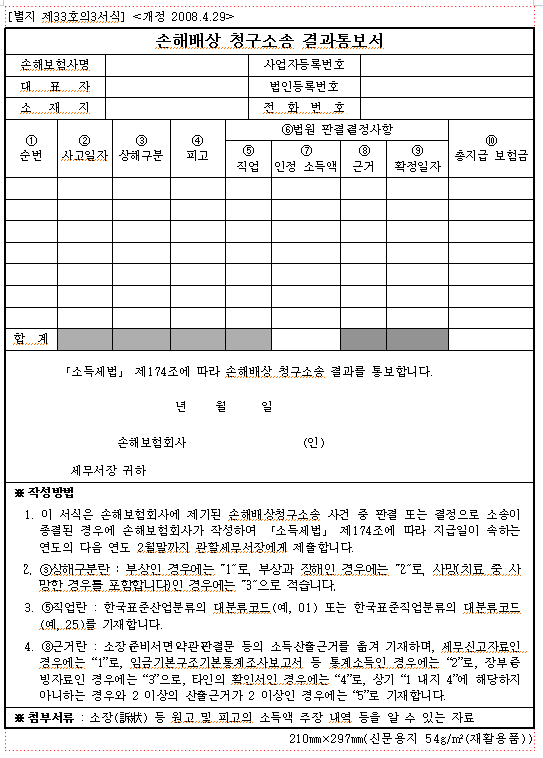 [별지 제33호의3서식] <개정 2008.4.29>
손해배상 청구소송 결과통보서
손해보험사명 사업자등록번호
대 표 자 법인등록번호
소 재 지 전 화 번 호
① 순번 ② 사고일자 ③ 상해구분 ④ 피고 ⑥법원 판결결정사항 ⑩ 총지급 보험금
⑤ 직업 ⑦ 인정 소득액 ⑧ 근거 ⑨ 확정일자
합 계
「소득세법」 제174조에 따라 손해배상 청구소송 결과를 통보합니다.
년 월 일
손해보험회사 (인)
세무서장 귀하
※ 작성방법
1. 이 서식은 손해보험회사에 제기된 손해배상청구소송 사건 중 판결 또는 결정으로 소송이
종결된 경우에 손해보험회사가 작성하며 「소득세법」 제174조에 따라 지급일이 속하는
연도의 다음 연도 2월말까지 관할세무서장에게 제출합니다.
2. ③상해구분란 : 부상인 경우에는 "1"로, 부상과 장해인 경우에는 "2"로, 사망(치료 중 사
망한 경우를 포함합니다)인 경우에는 "3"으로 적습니다.
3. ⑤직업란 : 한국표준산업분류의 대분류코드(예, 01) 또는 한국표준직업분류의 대분류코드
(예, 25)를 기재합니다.
4. ⑧근거란 : 소장준비서면약관판결문 등의 소득산출근거를 옮겨 기재하며, 세무신고자료인
경우에는 “1”로, 임금기본구조기본통계조사보고서 등 통계소득인 경우에는 “2”로, 장부증
빙자료인 경우에는 “3”으로, 타인의 확인서인 경우에는 “4”로, 상기 “1 내지 4”에 해당하지
아니하는 경우와 2 이상의 산출근거가 2 이상인 경우에는 “5”로 기재합니다.
※ 첨부서류 : 소장(訴狀) 등 원고 및 피고의 소득액 주장 내역 등을 알 수 있는 자료
210mm×297mm(신문용지 54g/㎡(재활용품))